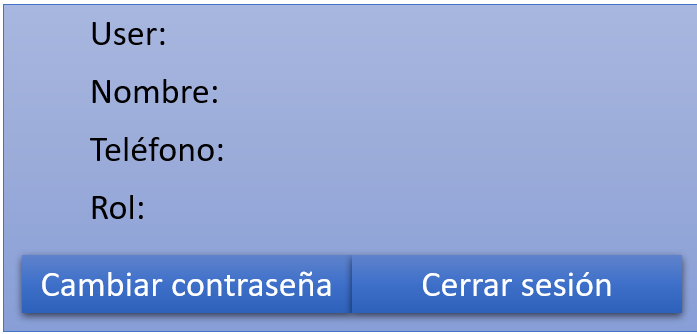 User:
Nombre:
Teléfono:
Rol:
Cambiar contraseña
Cerrar sesión